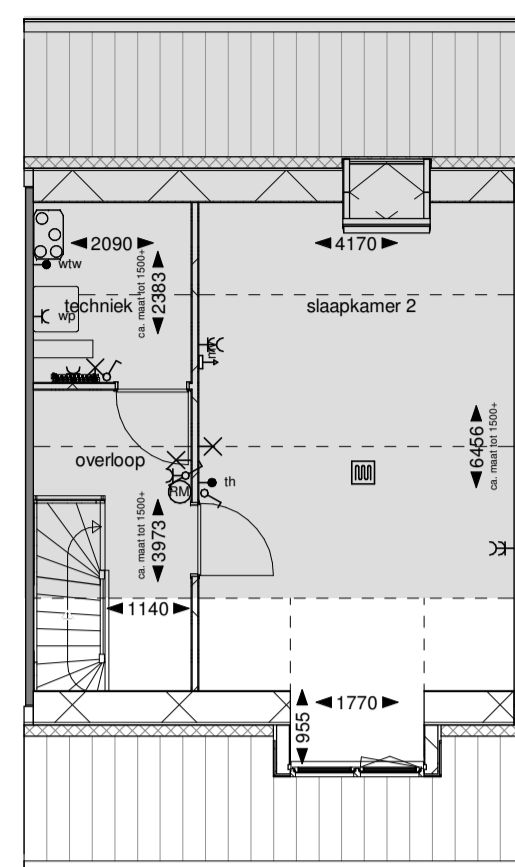 2090
4170
wtw
2383
ca. maat tot 1500+
techniek
slaapkamer 2
wp
6456
ca. maat tot 1500+
overloop
th
RM
3973
ca. maat tot 1500+
1140
1770
955